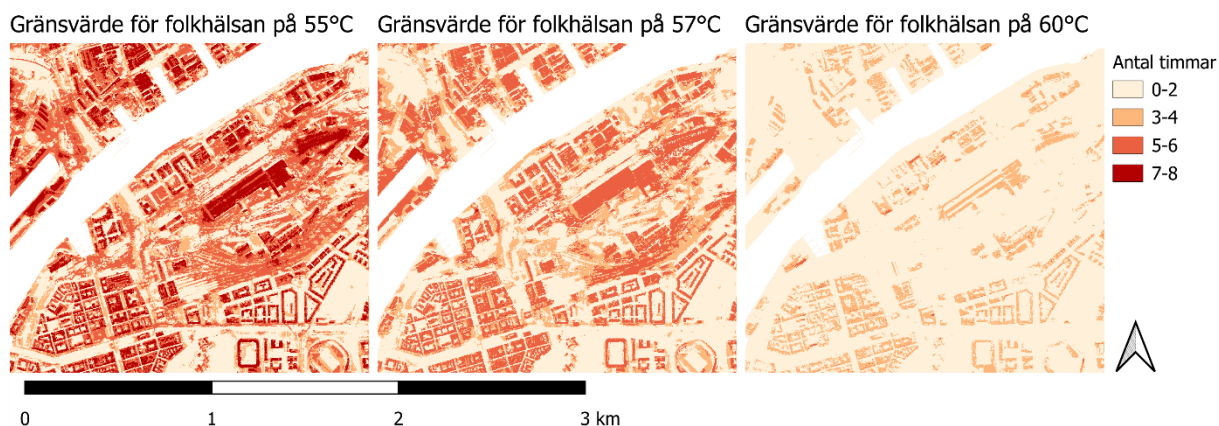 Gränsvärde för folkhälsan på 55°C
Gränsvärde för folkhälsan på 57°C
Gränsvärde för folkhälsan på 60°C
Antal timmar
0-2
3-4
5-6
7-8
0
1
2
3 km